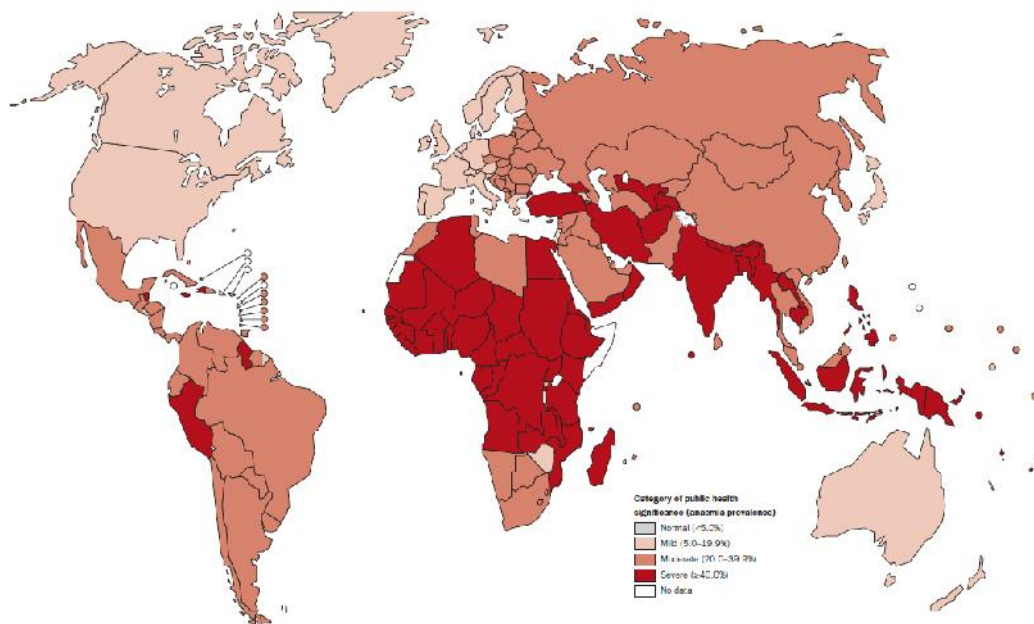 Category of public health
significance (anaemia prevalence)
Normal (<5.0%)
Mild (5.0–19.9%)
Moderate (20.0–39.9%)
Severe (≥40.0%)
No data